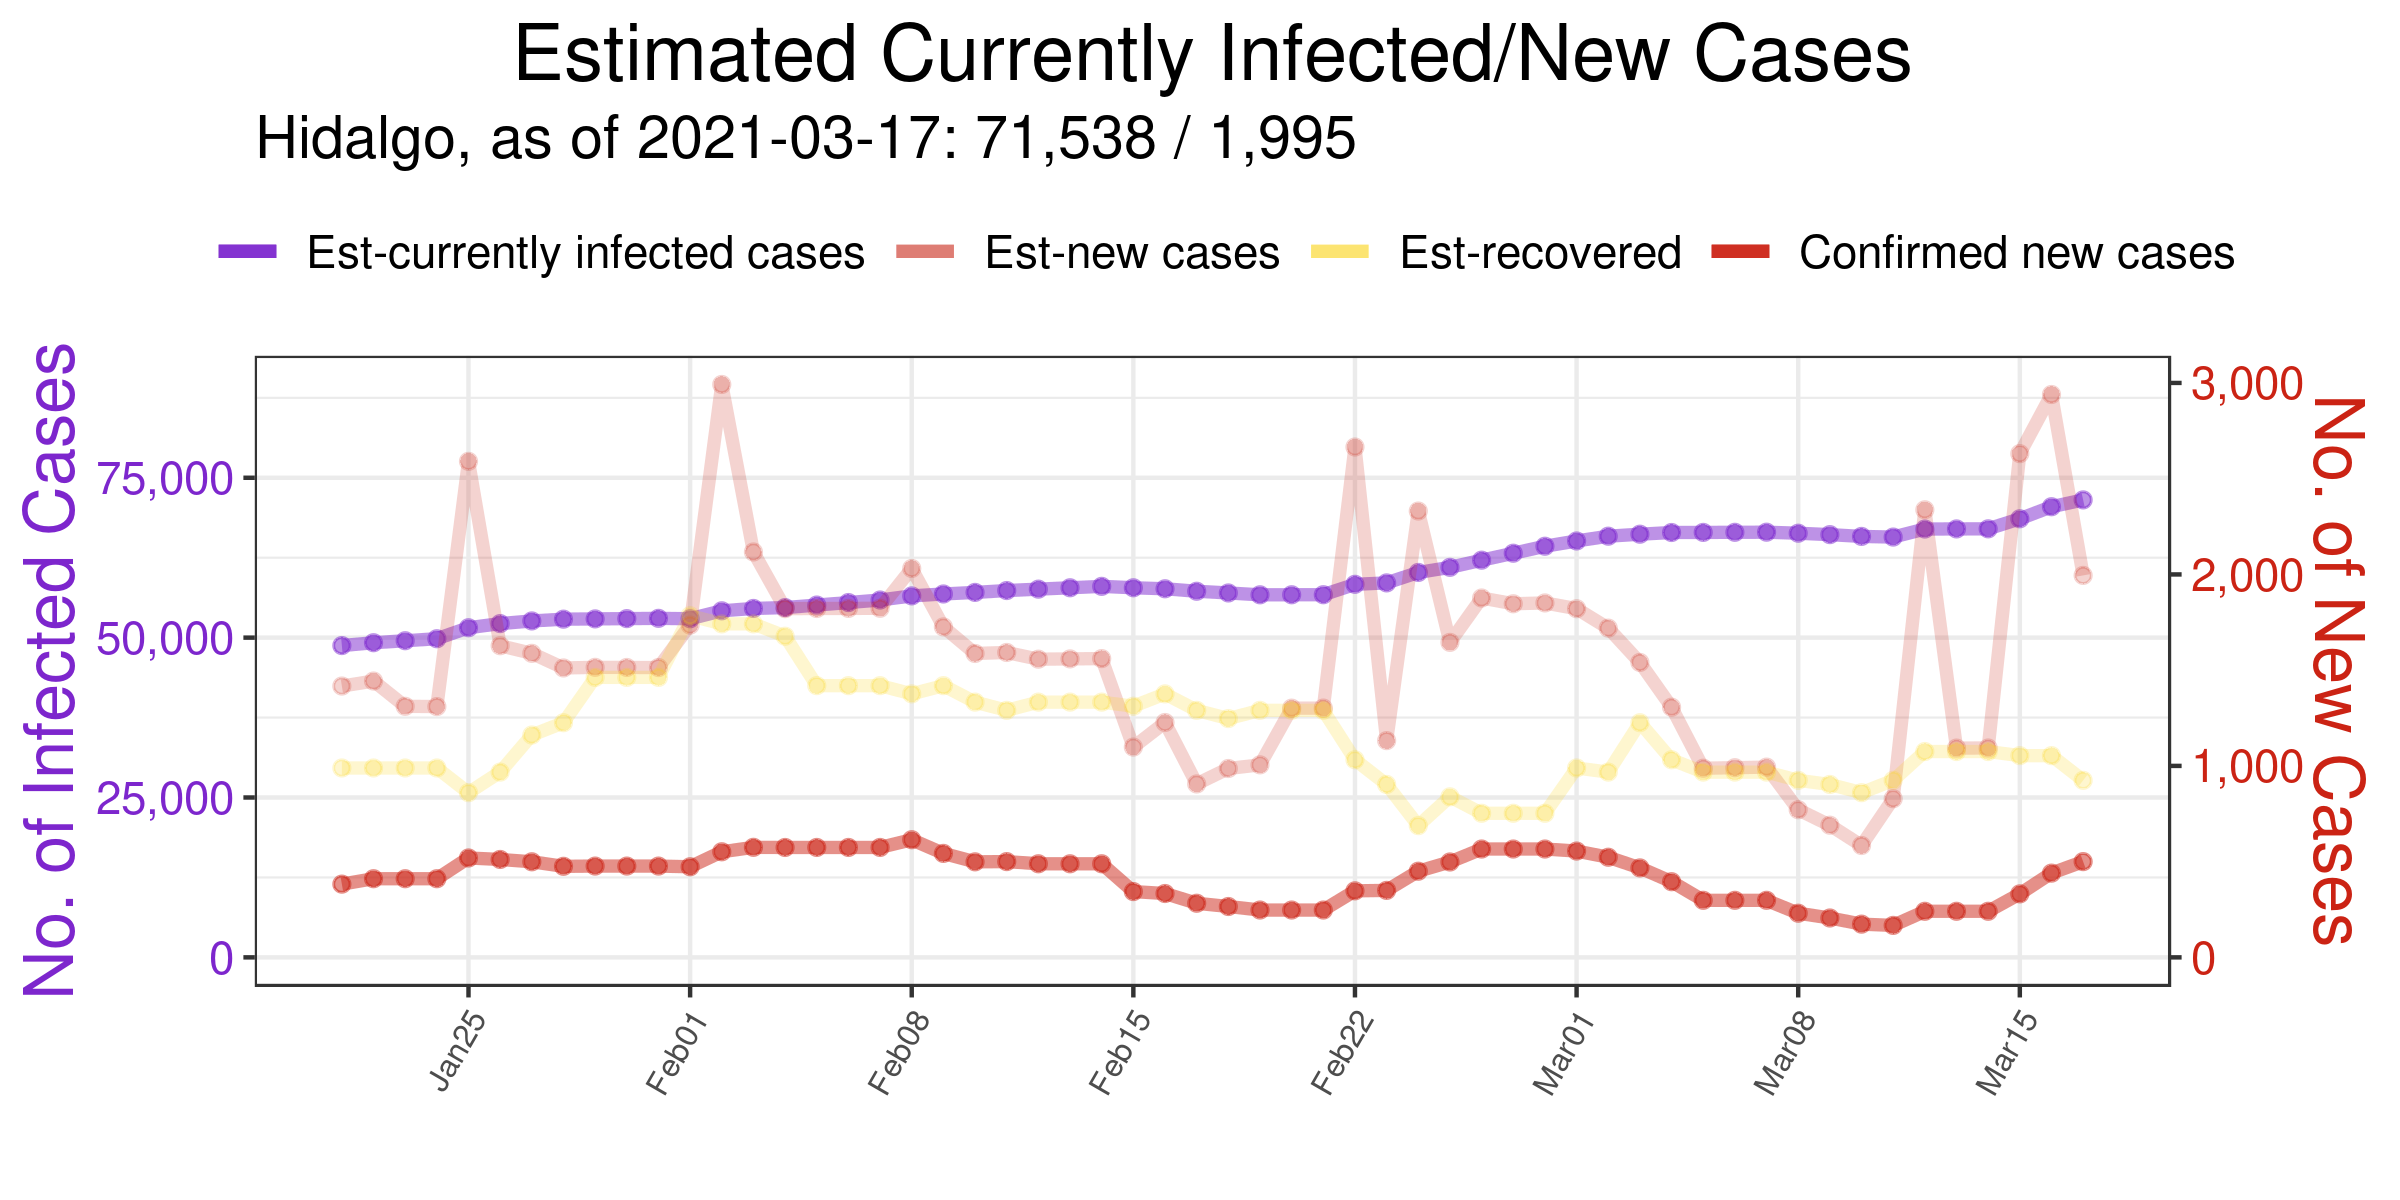 Estimated Currently Infected/New Cases
Hidalgo, as of 2021-03-17: 71,538 / 1,995
Est-currently infected cases Est-new cases Est-recovered Confirmed new cases
No. of Infected Cases
75,000
50,000
25,000
0
3,000
2,000
1,000
0
No. of New Cases
Jan25 Feb01 Feb08 Feb15 Feb22 Mar01 Mar08 Mar15